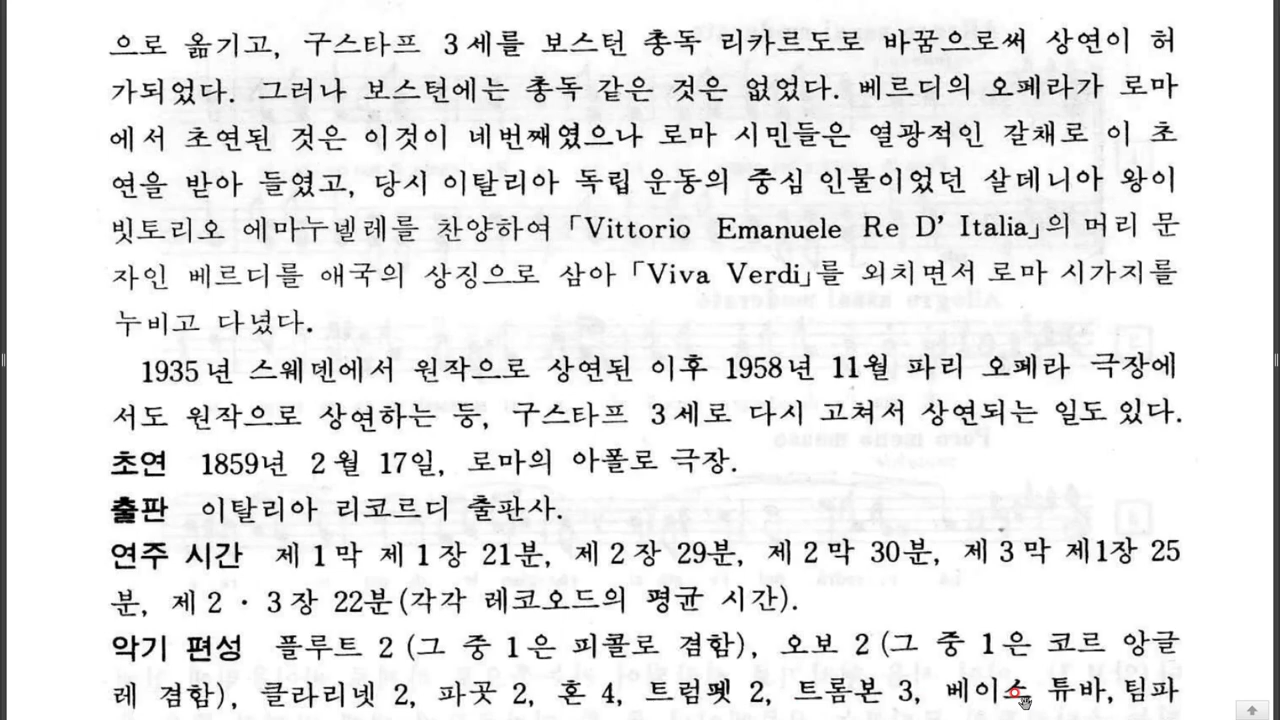 으로 옮기고, 구스타프 3세를 보스턴 총독 리카르도로 바꿈으로써 상연이 허
가되었다. 그러나 보스턴에는 총독 같은 것은 없었다. 베르디의 오페라가 로마
에서 초연된 것은 이것이 네번째였으나 로마 시민들은 열광적인 갈채로 이 초
연을 받아 들였고, 당시 이탈리아 독립 운동의 중심 인물이었던 살데니아 왕이
빗토리오 에마누넬레를 찬양하여 「Vittorio Emanuele Re D' Italia」의 머리 문
자인 베르디를 애국의 상징으로 삼아 「Viva Verdi」를 외치면서 로마 시가지를
누비고 다녔다.
1935년 스웨덴에서 원작으로 상연된 이후 1958년 11월 파리 오페라 극장에
서도 원작으로 상연하는 등, 구스타프 3세로 다시 고쳐서 상연되는 일도 있다.
초연 1859년 2월 17일, 로마의 아폴로 극장.
출판 이탈리아 리코르디 출판사.
연주 시간 제1막 제1장 21분, 제2장 29분, 제2막 30분, 제3막 제1장 25
분, 제2·3장 22분(각각 레코오드의 평균 시간).
악기 편성 플루트 2(그 중 1은 피콜로 겸함), 오보 2(그 중 1은 코르 앙글
레 겸함), 클라리넷 2, 파곳 2, 혼 4, 트럼펫 2, 트롬본 3, 베이스 튜바, 팀파